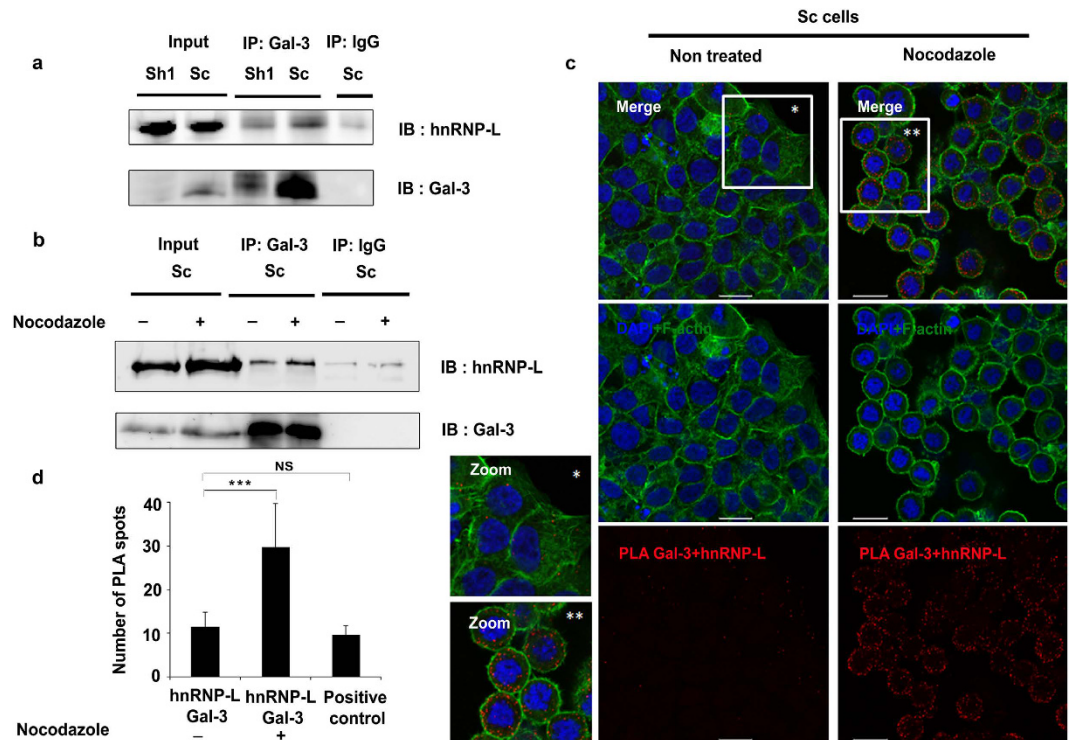 a
Input IP: Gal-3 IP: IgG
Sh1 Sc Sh1 Sc Sc
IB : hnRNP-L
IB : Gal-3
b
Input IP: Gal-3 IP: IgG
Sc Sc Sc
Nocodazole – + – + – +
IB : hnRNP-L
IB : Gal-3
c
Sc cells
Non treated Nocodazole
Merge * Merge **
DAPI+F-actin DAPI+F-actin
PLA Gal-3+hnRNP-L PLA Gal-3+hnRNP-L
Zoom *
Zoom **
d
NS
***
Number of PLA spots
40
30
20
10
0
hnRNP-L hnRNP-L Positive
Gal-3 Gal-3 control
Nocodazole – +